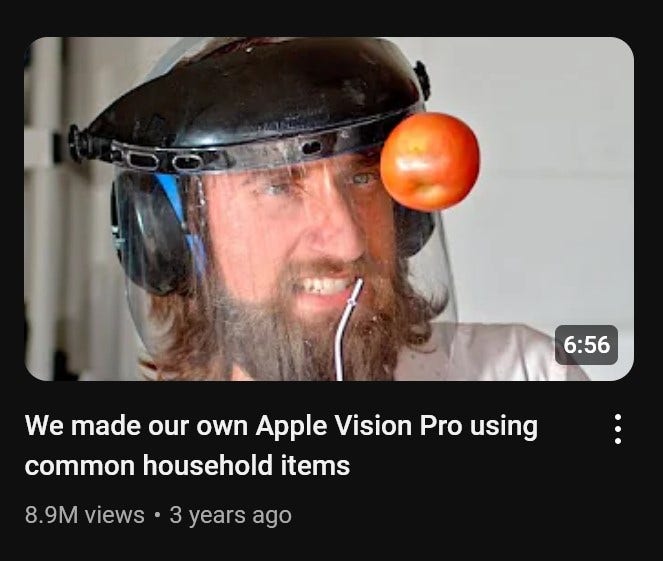 6:56
We made our own Apple Vision Pro using
common household items
8.9M views • 3 years ago